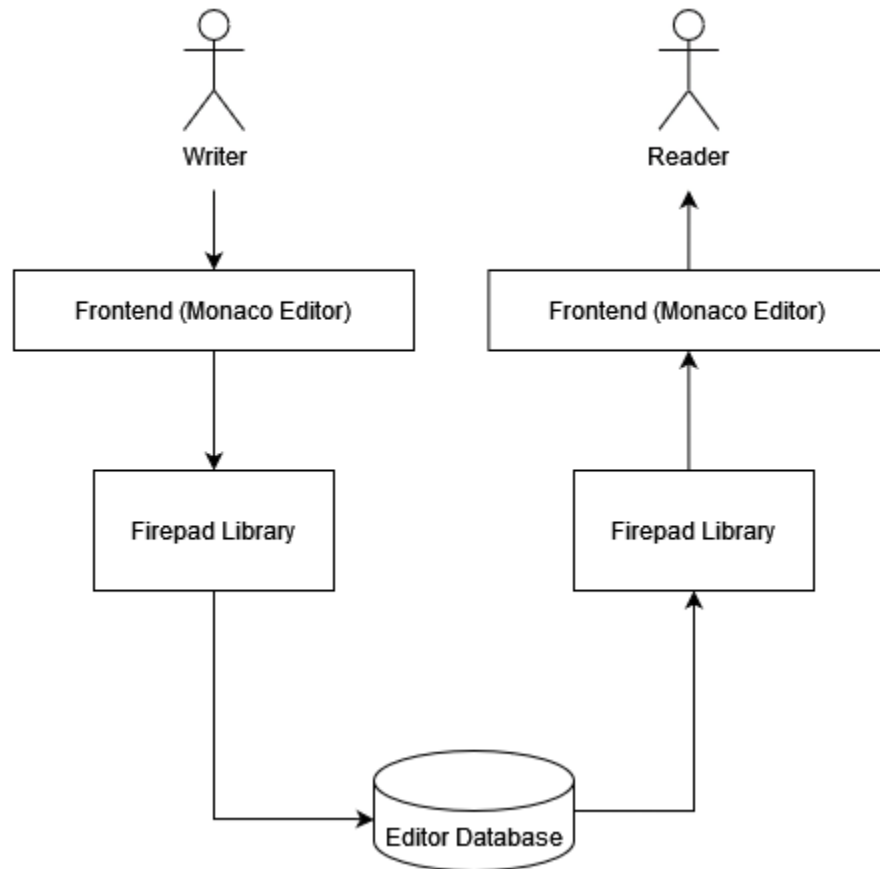 Writer
Reader
Frontend (Monaco Editor)
Frontend (Monaco Editor)
Firepad Library
Firepad Library
Editor Database